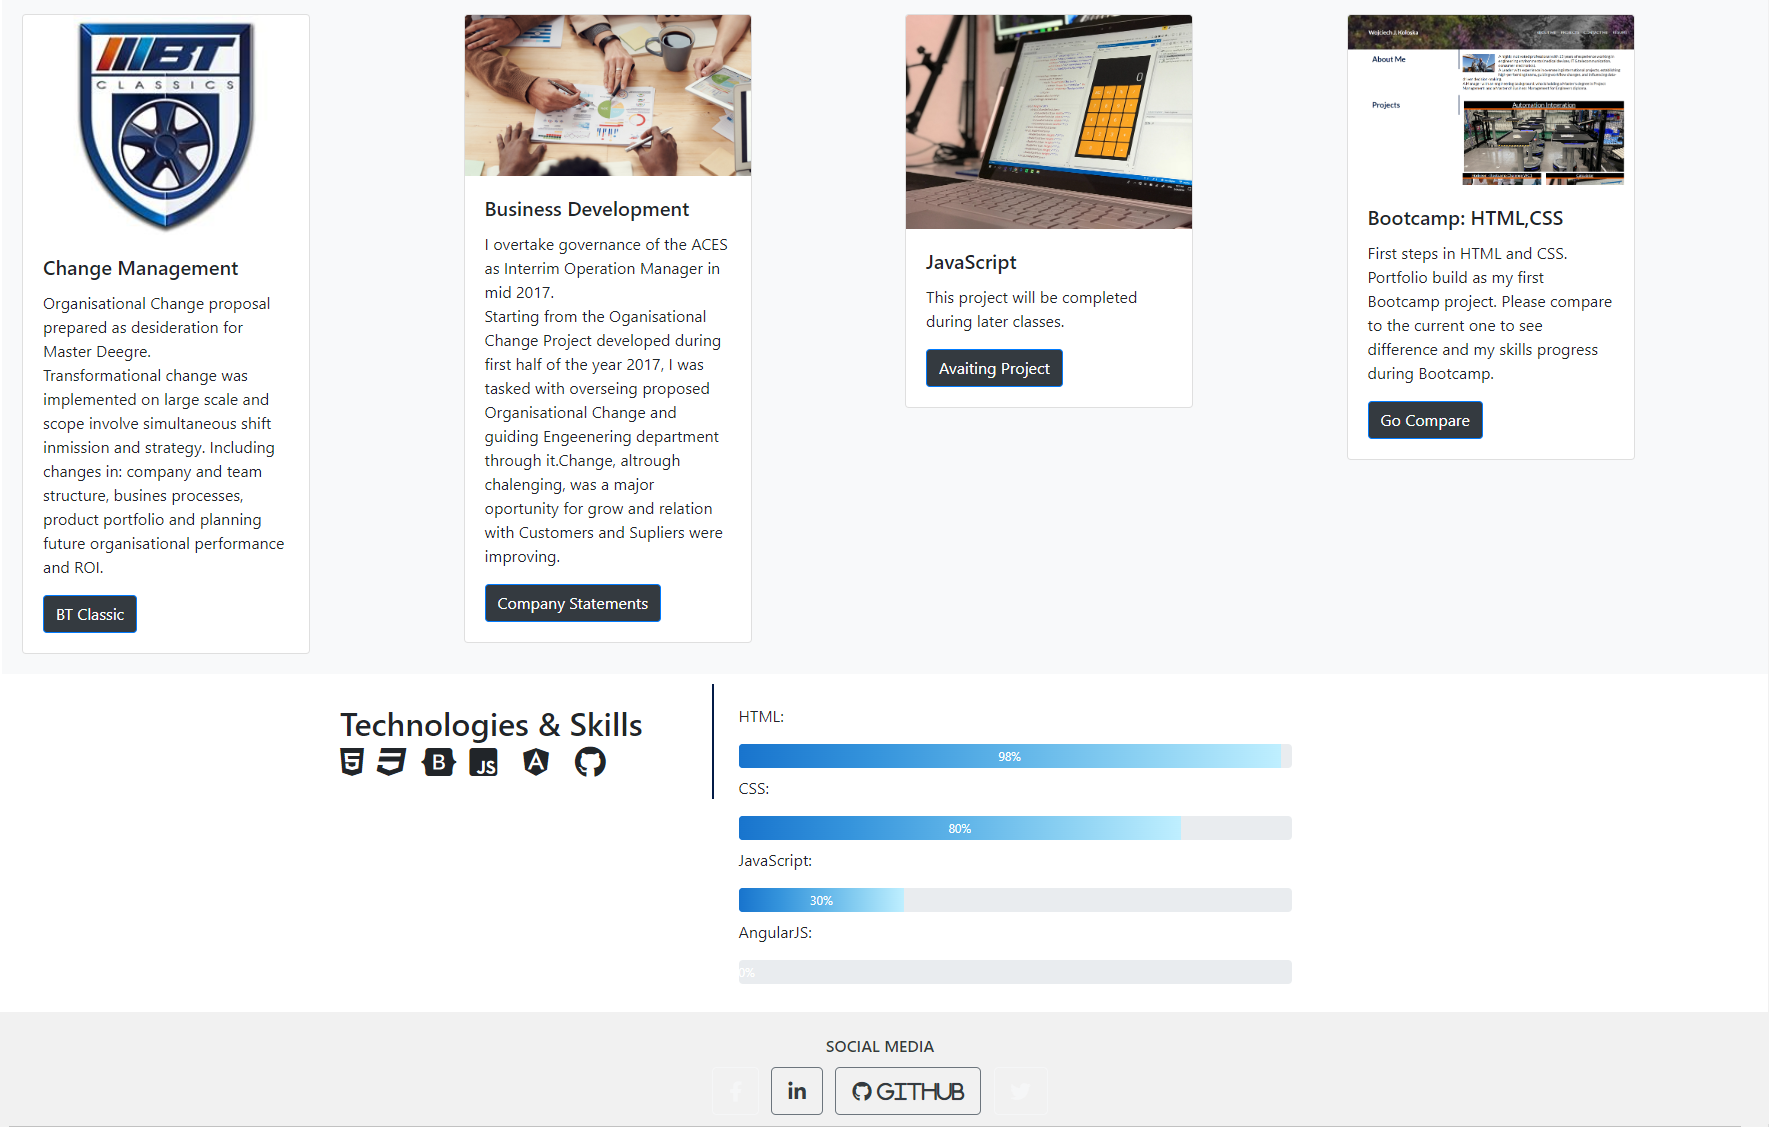 BT
CLASSICS
Change Management
Organisational Change proposal
prepared as desideration for
Master Deegre.
Transformational change was
implemented on large scale and
scope involve simultaneous shift
inmission and strategy. Including
changes in: company and team
structure, busines processes,
product portfolio and planning
future organisational performance
and ROI.
BT Classic
Business Development
I overtake governance of the ACES
as Interrim Operation Manager in
mid 2017.
Starting from the Oganisational
Change Project developed during
first half of the year 2017, I was
tasked with overseing proposed
Organisational Change and
guiding Engeenering department
through it.Change, altrough
chalenging, was a major
oportunity for grow and relation
with Customers and Supliers were
improving.
Company Statements
0
JavaScript
This project will be completed
during later classes.
Avaiting Project
Wojciech J. Koloska
ABOUT ME PROJECTS CONTACT ME
About Me
Projects
Automation Integration
Bootcamp: HTML,CSS
First steps in HTML and CSS.
Portfolio build as my first
Bootcamp project. Please compare
to the current one to see
difference and my skills progress
during Bootcamp.
Go Compare
Technologies & Skills
B JS A
HTML:
98%
CSS:
80%
JavaScript:
30%
AngularJS:
0%
SOCIAL MEDIA
in GITHUB